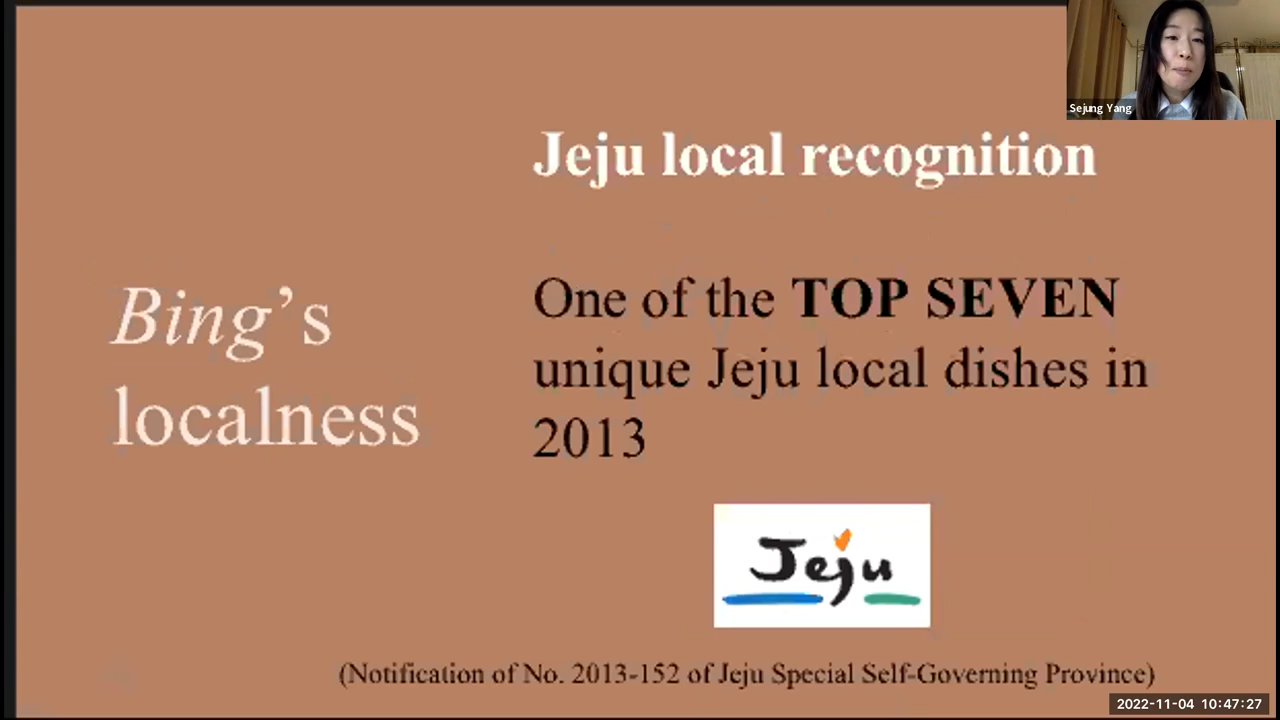 Sejung Yang
Jeju local recognition
Bing's
localness
One of the TOP SEVEN
unique Jeju local dishes in
2013
Jeju
(Notification of No. 2013-152 of Jeju Special Self-Governing Province)
2022-11-04 10:47:27